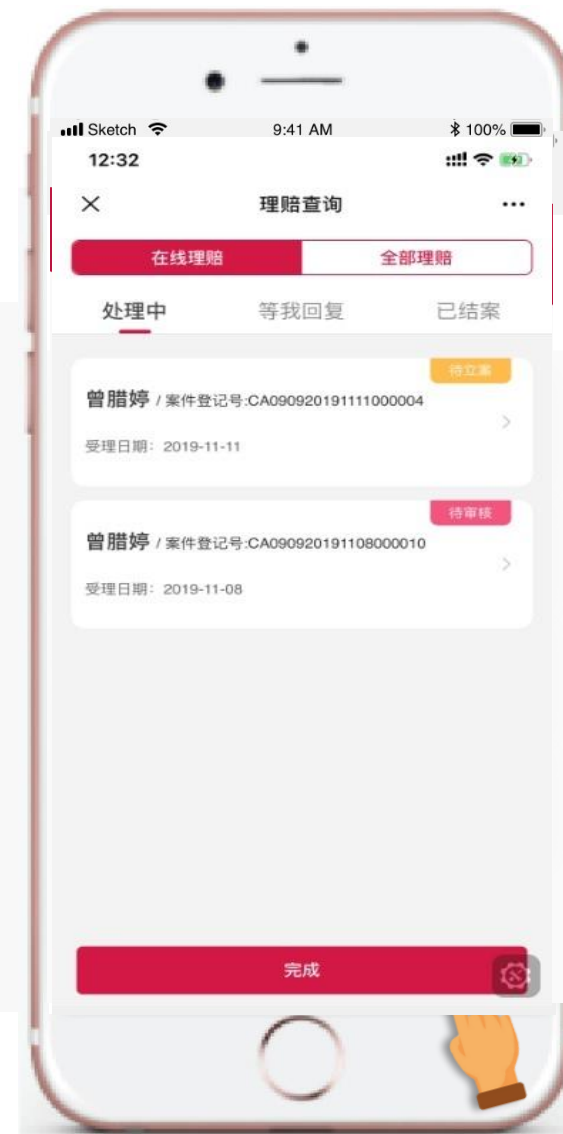 Sketch 9:41 AM 100%
12:32
理赔查询
在线理赔 全部理赔
处理中 等我回复 已结案
待立案
曾腊婷 / 案件登记号:CA090920191111000004
受理日期：2019-11-11
待审核
曾腊婷 / 案件登记号:CA090920191108000010
受理日期：2019-11-08
完成